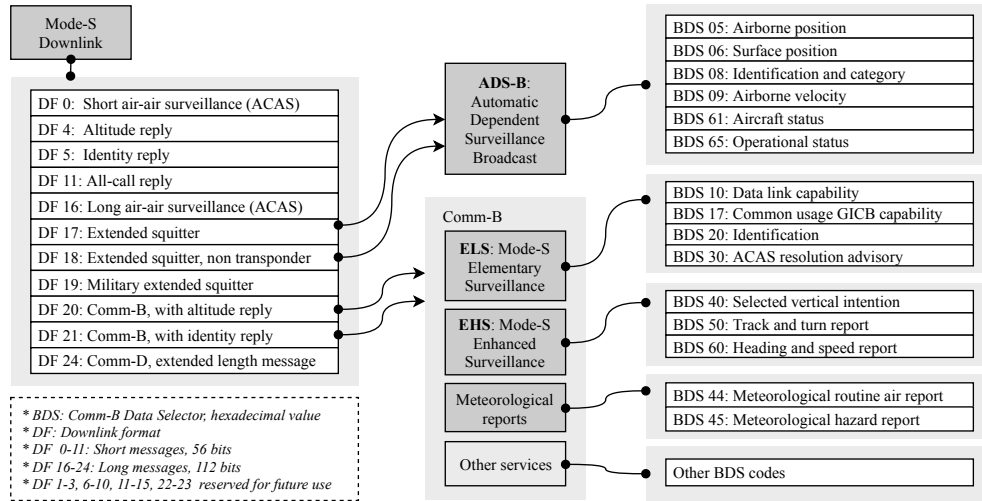 Mode-S
Downlink
DF 0:  Short air-air surveillance (ACAS)
DF 4:  Altitude reply
DF 5:  Identity reply
DF 11: All-call reply
DF 16: Long air-air surveillance (ACAS)
DF 17: Extended squitter
DF 18: Extended squitter, non transponder
DF 19: Military extended squitter
DF 20: Comm-B, with altitude reply
DF 21: Comm-B, with identity reply
DF 24: Comm-D, extended length message
* BDS: Comm-B Data Selector, hexadecimal value
* DF: Downlink format
* DF  0-11: Short messages, 56 bits
* DF 16-24: Long messages, 112 bits
* DF 1-3, 6-10, 11-15, 22-23  reserved for future use
ADS-B:
Automatic
Dependent
Surveillance
Broadcast
Comm-B
ELS: Mode-S
Elementary
Surveillance
EHS: Mode-S
Enhanced
Surveillance
Meteorological
reports
Other services
BDS 05: Airborne position
BDS 06: Surface position
BDS 08: Identification and category
BDS 09: Airborne velocity
BDS 61: Aircraft status
BDS 65: Operational status
BDS 10: Data link capability
BDS 17: Common usage GICB capability
BDS 20: Identification
BDS 30: ACAS resolution advisory
BDS 40: Selected vertical intention
BDS 50: Track and turn report
BDS 60: Heading and speed report
BDS 44: Meteorological routine air report
BDS 45: Meteorological hazard report
Other BDS codes